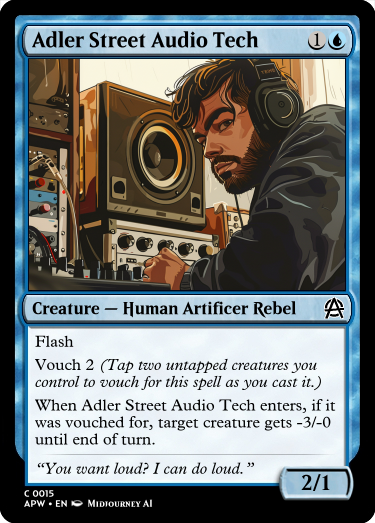 Adler Street Audio Tech 1
Creature — Human Artificer Rebel
Flash
Vouch 2 (Tap two untapped creatures you
control to vouch for this spell as you cast it.)
When Adler Street Audio Tech enters, if it
was vouched for, target creature gets -3/-0
until end of turn.
“You want loud? I can do loud.”
2/1
C 0015
APW • EN Midjourney AI